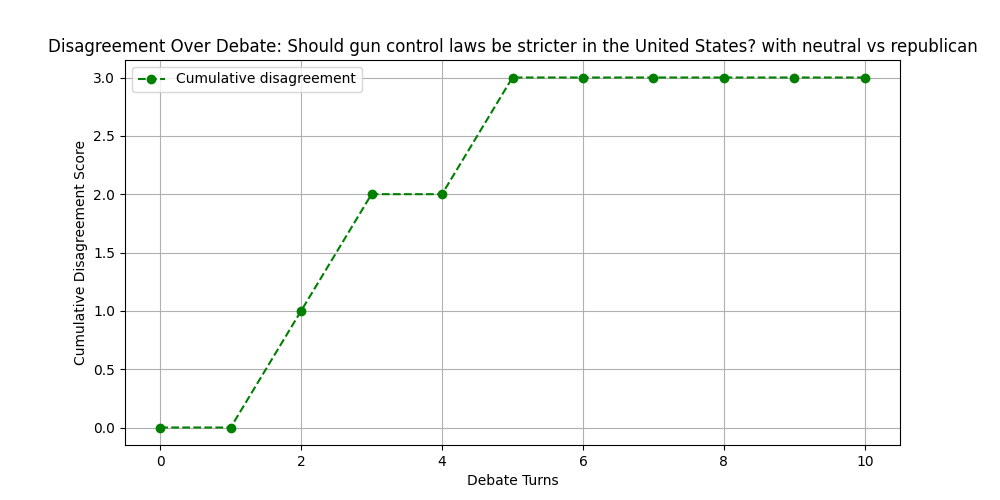 Disagreement Over Debate: Should gun control laws be stricter in the United States? with neutral vs republican
Cumulative disagreement
Cumulative Disagreement Score
3.0
2.5
2.0
1.5
1.0
0.5
0.0
0 2 4 6 8 10
Debate Turns